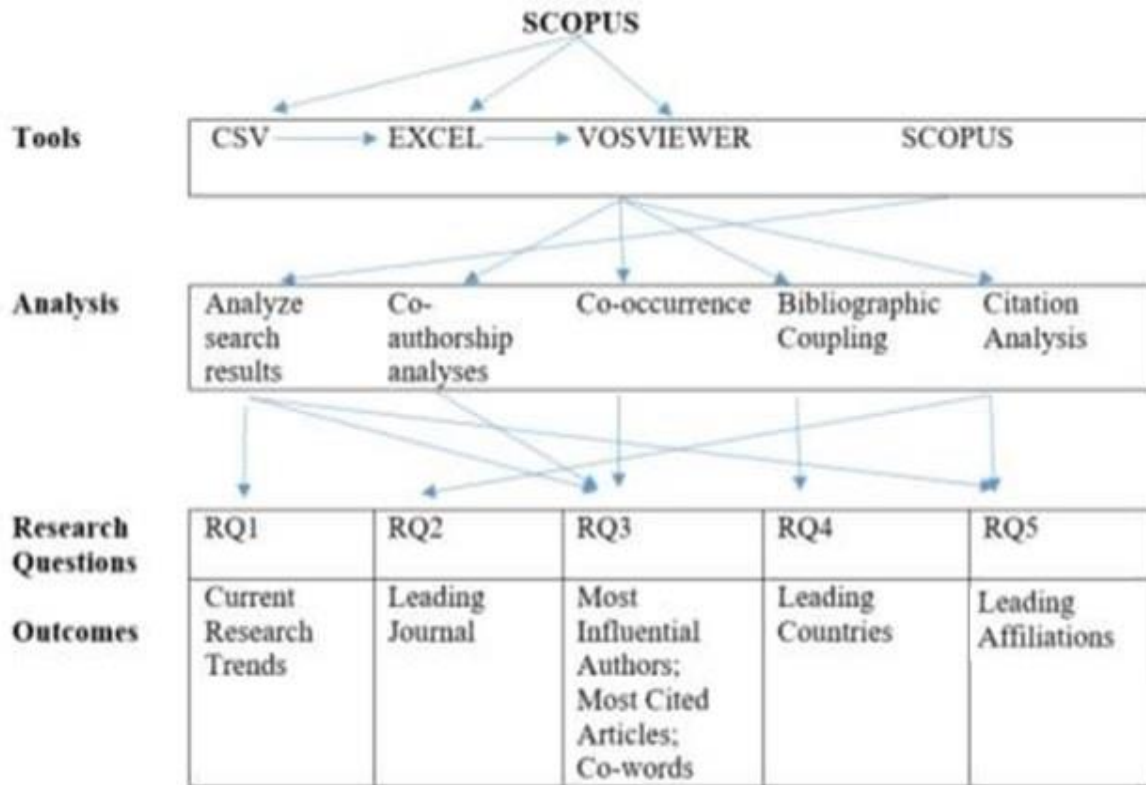 SCOPUS
Tools
CSV EXCEL VOSVIEWER SCOPUS
Analysis
Analyze
search
results
Co-
authorship
analyses
Co-occurrence
Bibliographic
Coupling
Citation
Analysis
Research
Questions
RQ1
RQ2
RQ3
RQ4
RQ5
Outcomes
Current
Research
Trends
Leading
Journal
Most
Influential
Authors;
Most Cited
Articles;
Co-words
Leading
Countries
Leading
Affiliations